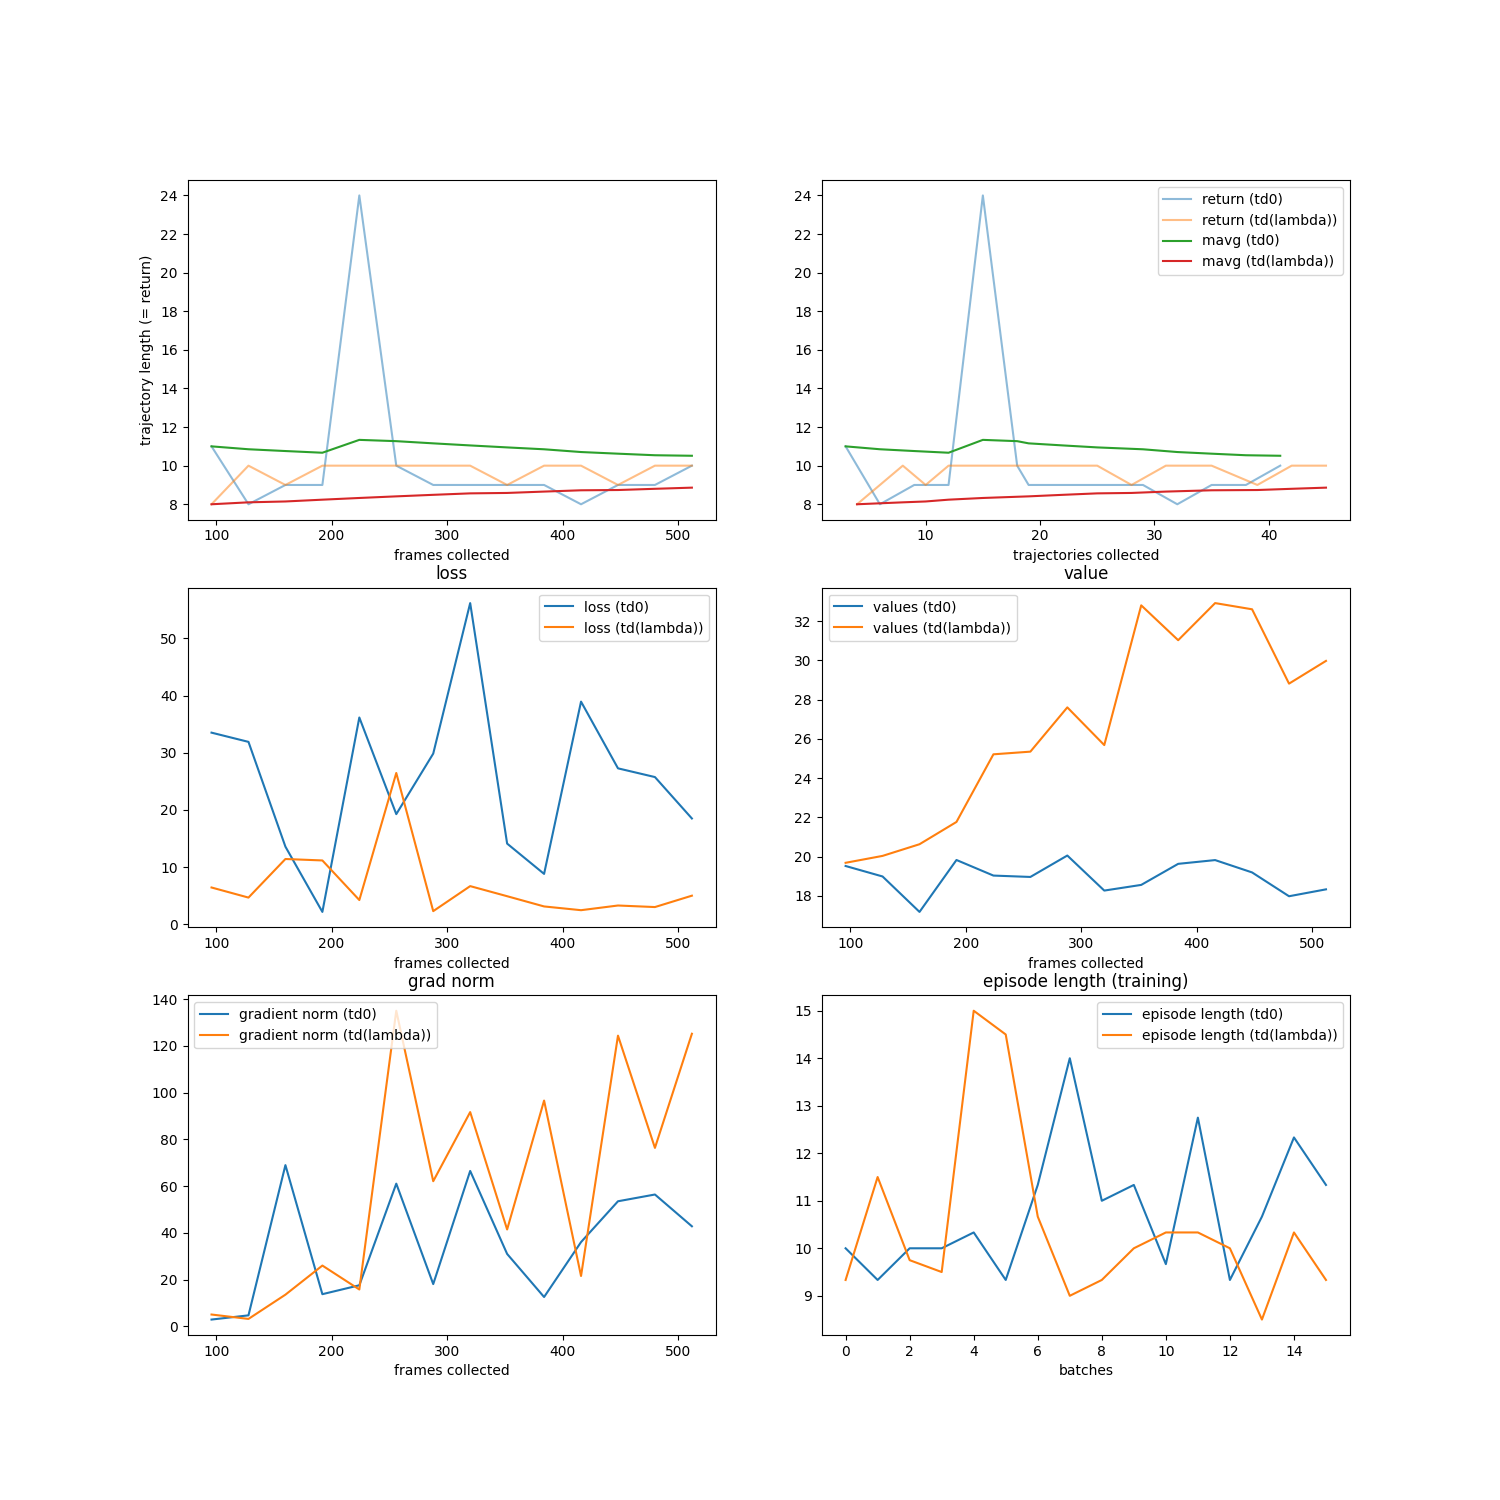 24
22
20
18
16
14
12
10
8
trajectory length (= return)
100 200 300 400 500
frames collected
24
22
20
18
16
14
12
10
8
return (td0)
return (td(lambda))
mavg (td0)
mavg (td(lambda))
10 20 30 40
trajectories collected
loss
loss (td0)
loss (td(lambda))
50
40
30
20
10
0
100 200 300 400 500
frames collected
value
values (td0)
values (td(lambda))
32
30
28
26
24
22
20
18
100 200 300 400 500
frames collected
grad norm
gradient norm (td0)
gradient norm (td(lambda))
140
120
100
80
60
40
20
0
100 200 300 400 500
frames collected
episode length (training)
episode length (td0)
episode length (td(lambda))
15
14
13
12
11
10
9
0 2 4 6 8 10 12 14
batches